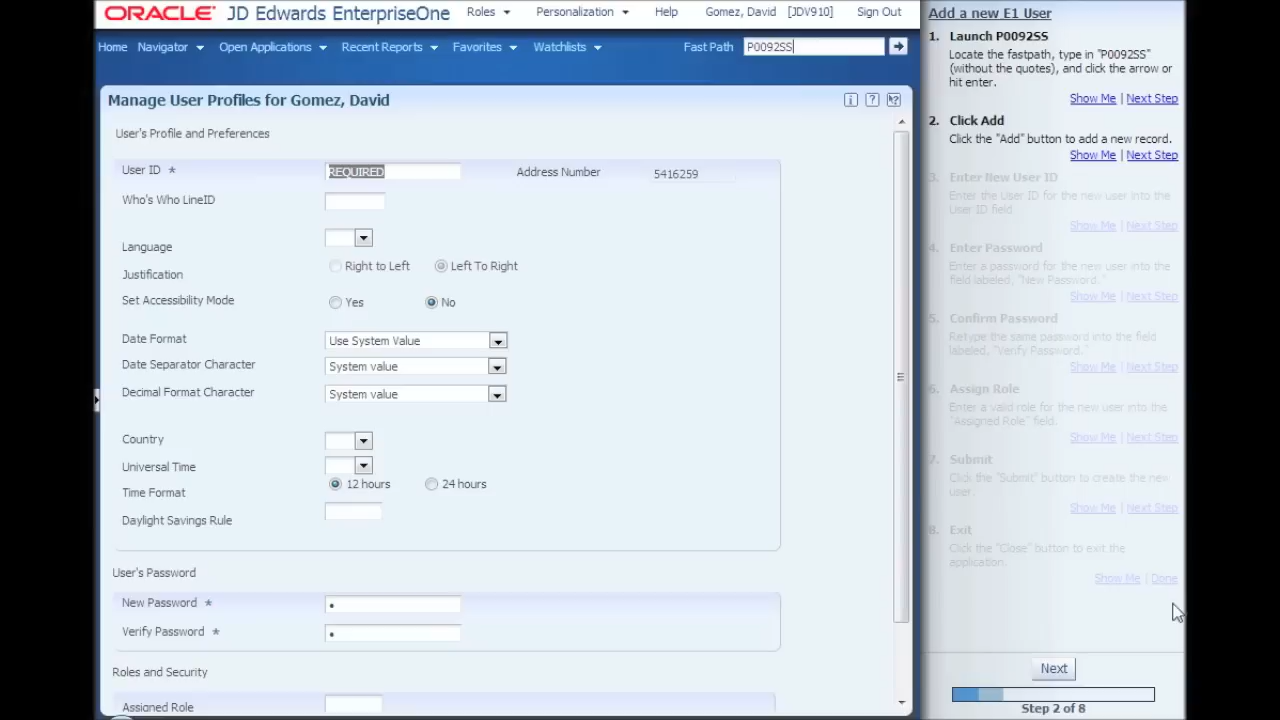 ORACLE JD Edwards EnterpriseOne
Roles Personalization Help Gomez, David [JDV910] Sign Out
Home Navigator Open Applications Recent Reports Favorites Watchlists Fast Path P0092SS
Manage User Profiles for Gomez, David
User's Profile and Preferences
User ID * REQUIRED Address Number 5416259
Who's Who LineID
Language
Justification Right to Left Left To Right
Set Accessibility Mode Yes No
Date Format Use System Value
Date Separator Character System value
Decimal Format Character System value
Country
Universal Time
Time Format 12 hours 24 hours
Daylight Savings Rule
User's Password
New Password *
Verify Password *
Roles and Security
Assigned Role
Add a new E1 User
1. Launch P0092SS
Locate the fastpath, type in "P0092SS"
(without the quotes), and click the arrow or
hit enter.
Show Me | Next Step
2. Click Add
Click the "Add" button to add a new record.
Show Me | Next Step
3. Enter New User ID
Enter the User ID for the new user into the
User ID field
Show Me | Next Step
4. Enter Password
Enter a password for the new user into the
field labeled, "New Password."
Show Me | Next Step
5. Confirm Password
Retype the same password into the field
labeled, "Verify Password."
Show Me | Next Step
6. Assign Role
Enter a valid role for the new user into the
"Assigned Role" field.
Show Me | Next Step
7. Submit
Click the "Submit" button to create the new
user.
Show Me | Next Step
8. Exit
Click the "Close" button to exit the
application.
Show Me | Done
Next
Step 2 of 8